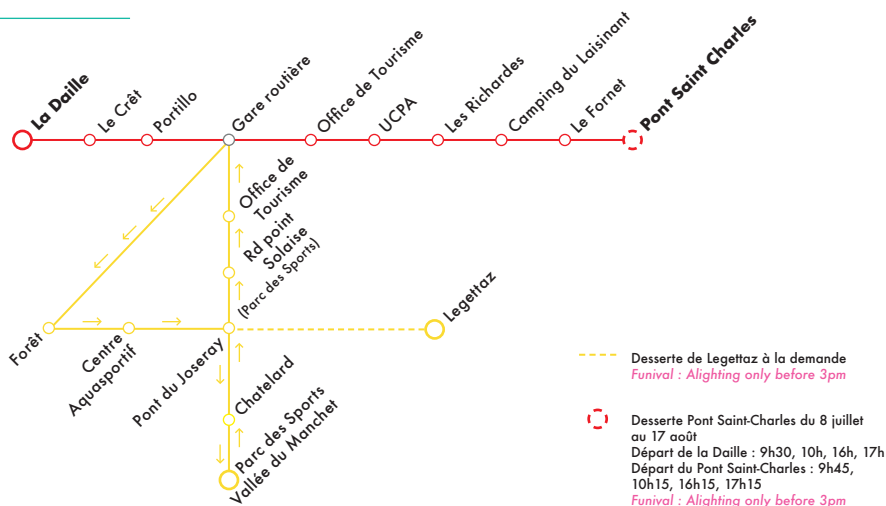 La Daille
Le Crêt
Portillo
Gare routière
Office de Tourisme
UCPA
Les Richardes
Camping du Laisinant
Le Fornet
Pont Saint Charles
Office de
Tourisme
Rd point
Solaise
(Parc des Sports)
Forêt
Centre
Aquasportif
Pont du Joseray
Legettaz
Chatelard
Parc des Sports
Vallée du Manchet
Desserte de Legettaz à la demande
Funival : Alighting only before 3pm
Desserte Pont Saint-Charles du 8 juillet
au 17 août
Départ de la Daille : 9h30, 10h, 16h, 17h
Départ du Pont Saint-Charles : 9h45,
10h15, 16h15, 17h15
Funival : Alighting only before 3pm